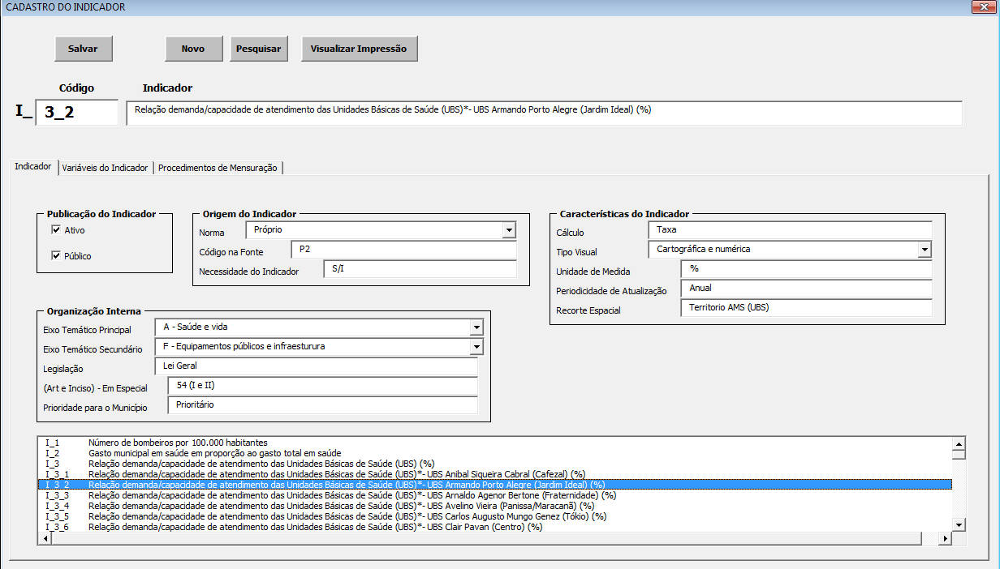 CADASTRO DO INDICADOR
Salvar
Novo
Pesquisar
Visualizar Impressão
Código
Indicador
I_
3_2
Relação demanda/capacidade de atendimento das Unidades Básicas de Saúde (UBS)*- UBS Armando Porto Alegre (Jardim Ideal) (%)
Indicador
Variáveis do Indicador
Procedimentos de Mensuração
Publicação do Indicador
Ativo
Público
Origem do Indicador
Norma
Próprio
Código na Fonte
P2
Necessidade do Indicador
S/I
Características do Indicador
Cálculo
Taxa
Tipo Visual
Cartográfica e numérica
Unidade de Medida
%
Periodicidade de Atualização
Anual
Recorte Espacial
Territorio AMS (UBS)
Organização Interna
Eixo Temático Principal
A - Saúde e vida
Eixo Temático Secundário
F - Equipamentos públicos e infraesturura
Legislação
Lei Geral
(Art e Inciso) - Em Especial
54 (I e II)
Prioridade para o Município
Prioritário
I_1 Número de bombeiros por 100.000 habitantes
I_2 Gasto municipal em saúde em proporção ao gasto total em saúde
I_3 Relação demanda/capacidade de atendimento das Unidades Básicas de Saúde (UBS) (%)
I_3_1 Relação demanda/capacidade de atendimento das Unidades Básicas de Saúde (UBS)*- UBS Anibal Siqueira Cabral (Cafezal) (%)
I_3_2 Relação demanda/capacidade de atendimento das Unidades Básicas de Saúde (UBS)*- UBS Armando Porto Alegre (Jardim Ideal) (%)
I_3_3 Relação demanda/capacidade de atendimento das Unidades Básicas de Saúde (UBS)*- UBS Arnaldo Agenor Bertone (Fraternidade) (%)
I_3_4 Relação demanda/capacidade de atendimento das Unidades Básicas de Saúde (UBS)*- UBS Avelino Vieira (Panissa/Maracanã) (%)
I_3_5 Relação demanda/capacidade de atendimento das Unidades Básicas de Saúde (UBS)*- UBS Carlos Augusto Mungo Genez (Tókio) (%)
I_3_6 Relação demanda/capacidade de atendimento das Unidades Básicas de Saúde (UBS)*- UBS Clair Pavan (Centro) (%)